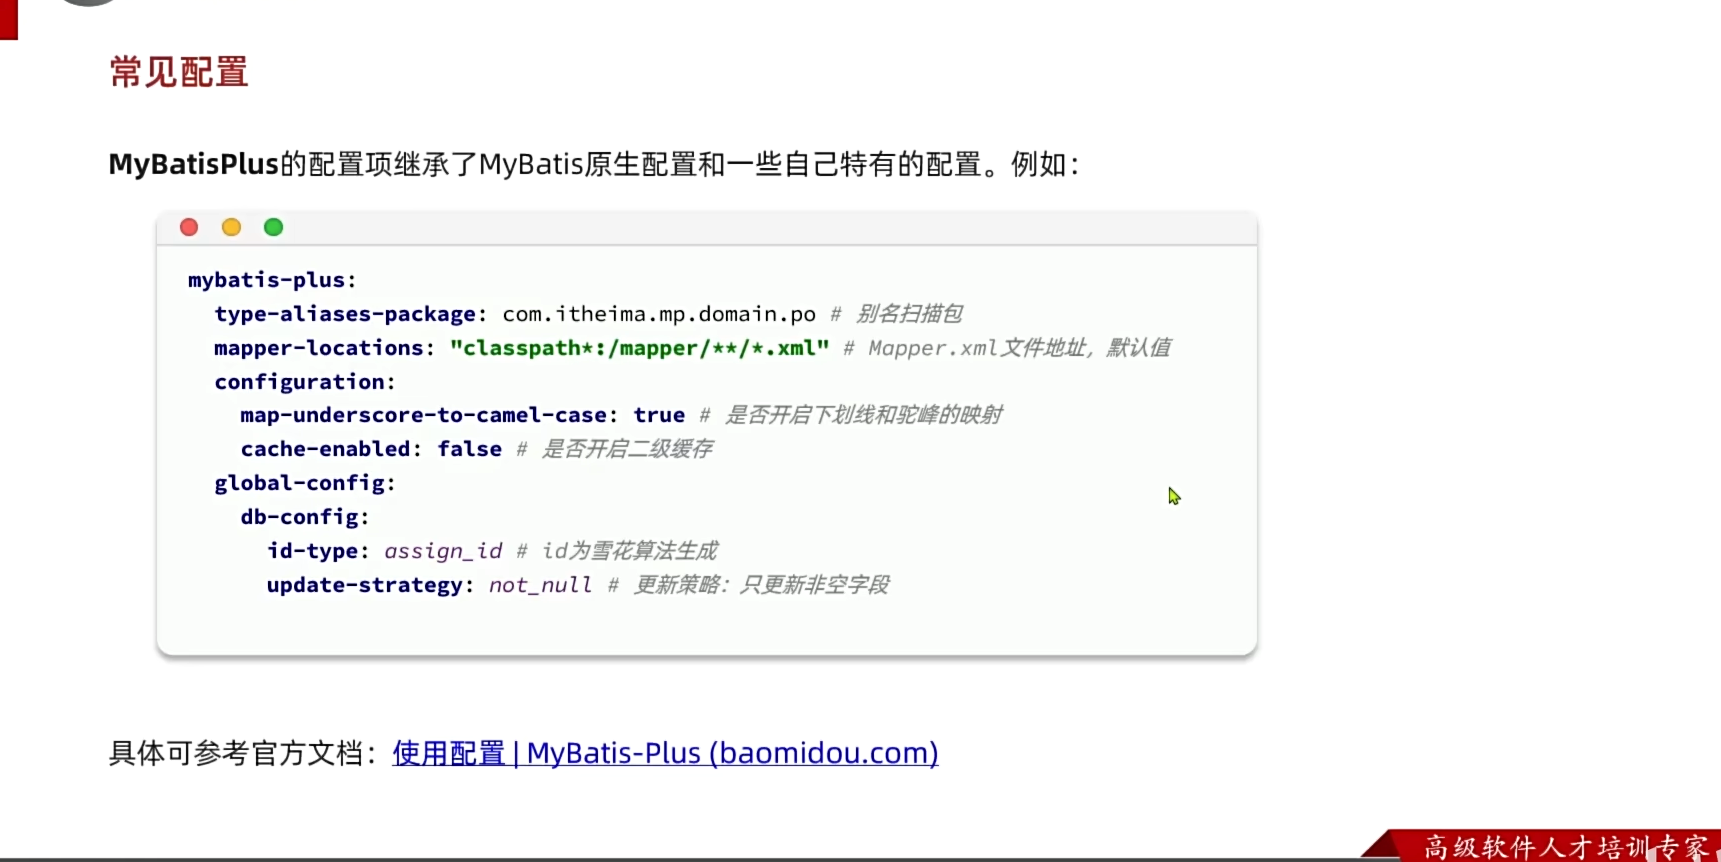 常见配置
MyBatisPlus的配置项继承了MyBatis原生配置和一些自己特有的配置。例如：
mybatis-plus:
  type-aliases-package: com.itheima.mp.domain.po # 别名扫描包
  mapper-locations: "classpath*:/mapper/**/*.xml" # Mapper.xml文件地址，默认值
  configuration:
    map-underscore-to-camel-case: true # 是否开启下划线和驼峰的映射
    cache-enabled: false # 是否开启二级缓存
  global-config:
    db-config:
      id-type: assign_id # id为雪花算法生成
      update-strategy: not_null # 更新策略：只更新非空字段
具体可参考官方文档：使用配置 | MyBatis-Plus (baomidou.com)
高级软件人才培训专家